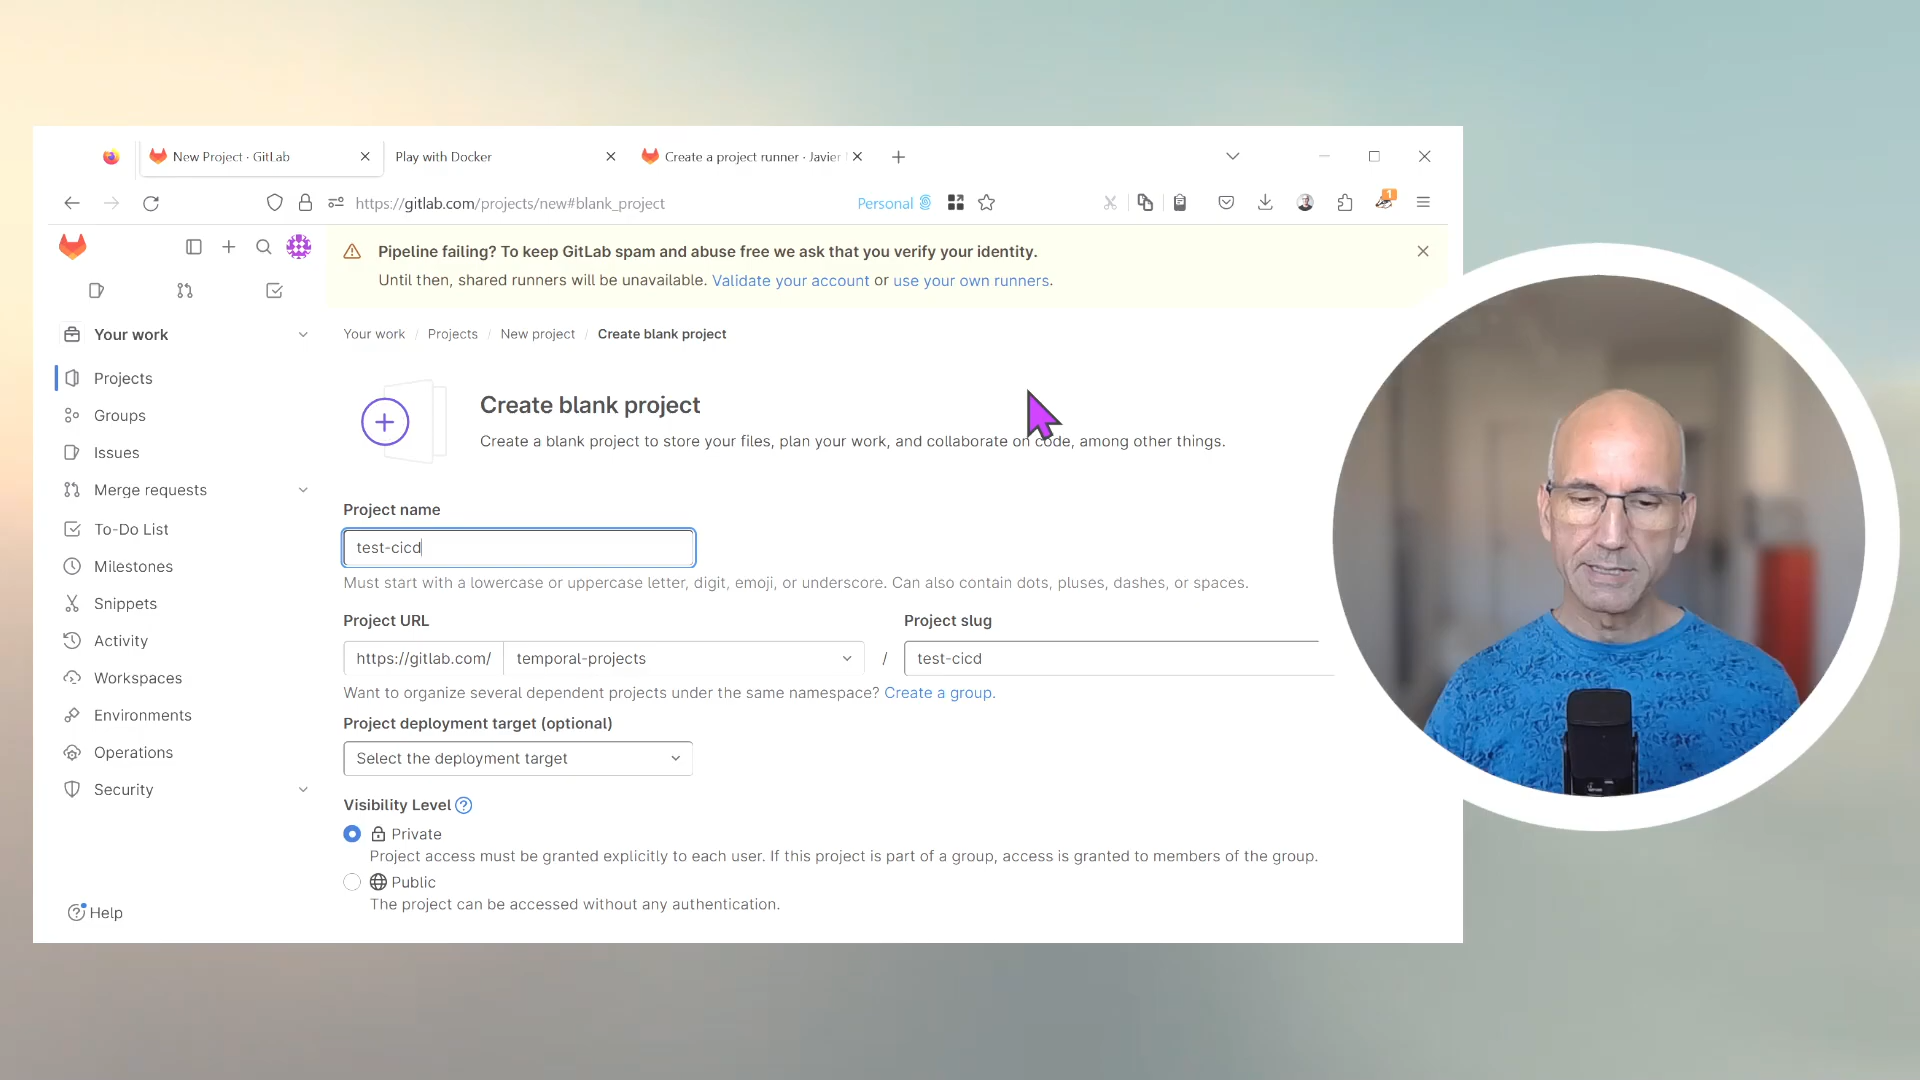 New Project · GitLab
Play with Docker
Create a project runner · Javier
https://gitlab.com/projects/new#blank_project
Personal
1
Pipeline failing? To keep GitLab spam and abuse free we ask that you verify your identity.
Until then, shared runners will be unavailable. Validate your account or use your own runners.
Your work
Projects
Groups
Issues
Merge requests
To-Do List
Milestones
Snippets
Activity
Workspaces
Environments
Operations
Security
Help
Your work / Projects / New project / Create blank project
Create blank project
Create a blank project to store your files, plan your work, and collaborate on code, among other things.
Project name
test-cicd
Must start with a lowercase or uppercase letter, digit, emoji, or underscore. Can also contain dots, pluses, dashes, or spaces.
Project URL
Project slug
https://gitlab.com/ temporal-projects / test-cicd
Want to organize several dependent projects under the same namespace? Create a group.
Project deployment target (optional)
Select the deployment target
Visibility Level
Private
Project access must be granted explicitly to each user. If this project is part of a group, access is granted to members of the group.
Public
The project can be accessed without any authentication.